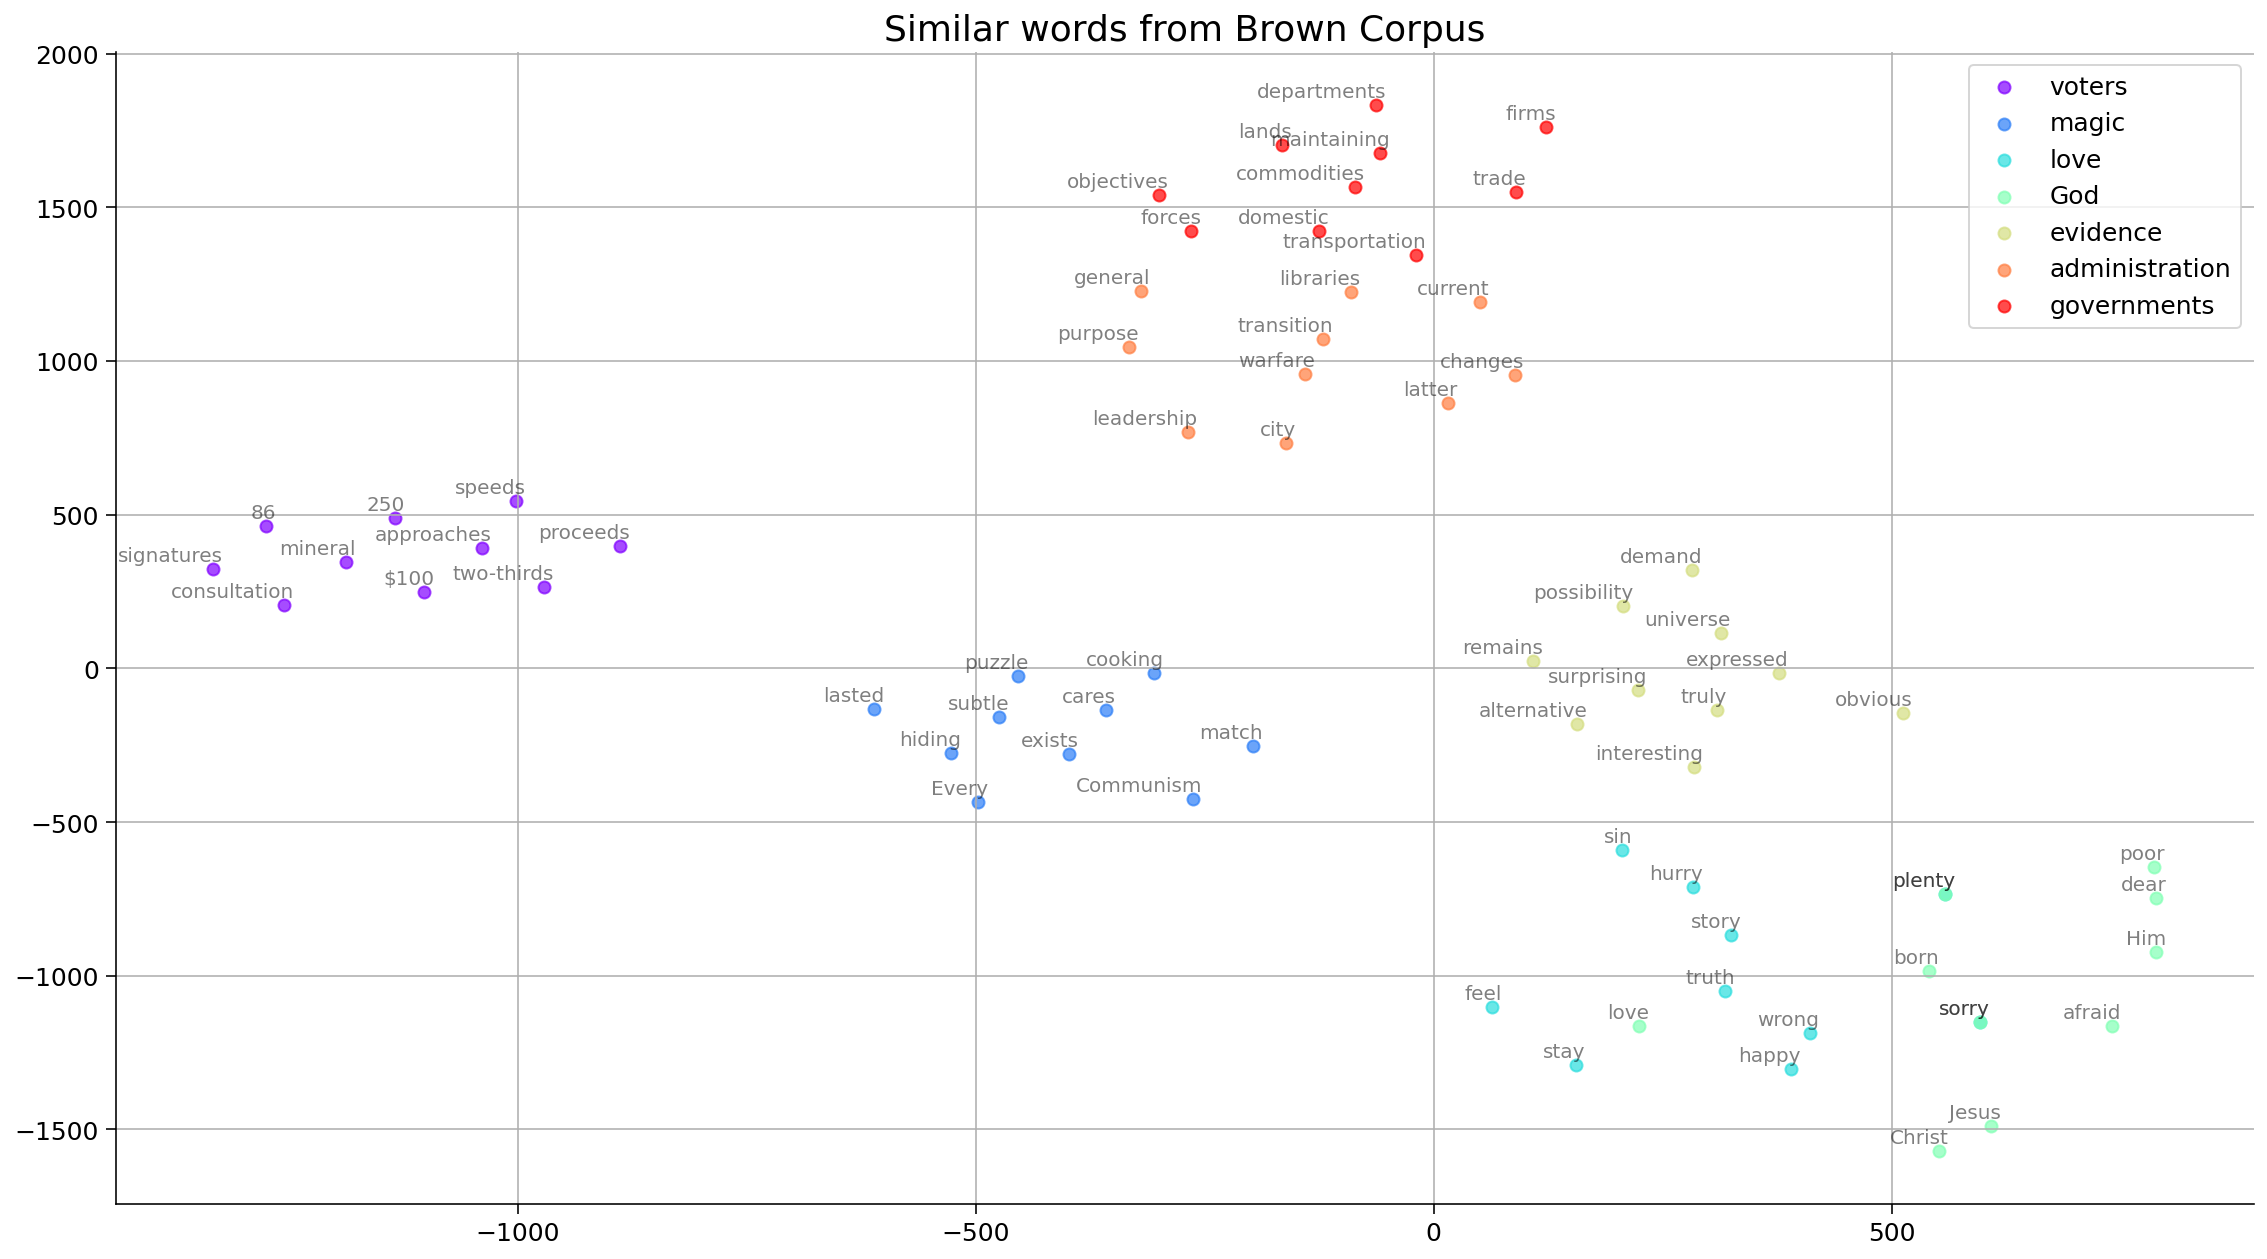 Similar words from Brown Corpus
2000
1500
1000
500
0
−500
−1000
−1500
−1000
−500
0
500
voters
magic
love
God
evidence
administration
governments
departments
firms
lands
maintaining
commodities
trade
objectives
forces
domestic
transportation
general
libraries
current
transition
purpose
warfare
changes
latter
leadership
city
speeds
86
250
approaches
proceeds
signatures
mineral
$100
two-thirds
consultation
demand
possibility
universe
remains
expressed
surprising
truly
obvious
alternative
interesting
puzzle
cooking
lasted
subtle
cares
hiding
exists
match
Every
Communism
sin
hurry
story
truth
feel
love
wrong
stay
happy
poor
plenty
dear
Him
born
sorry
afraid
Jesus
Christ